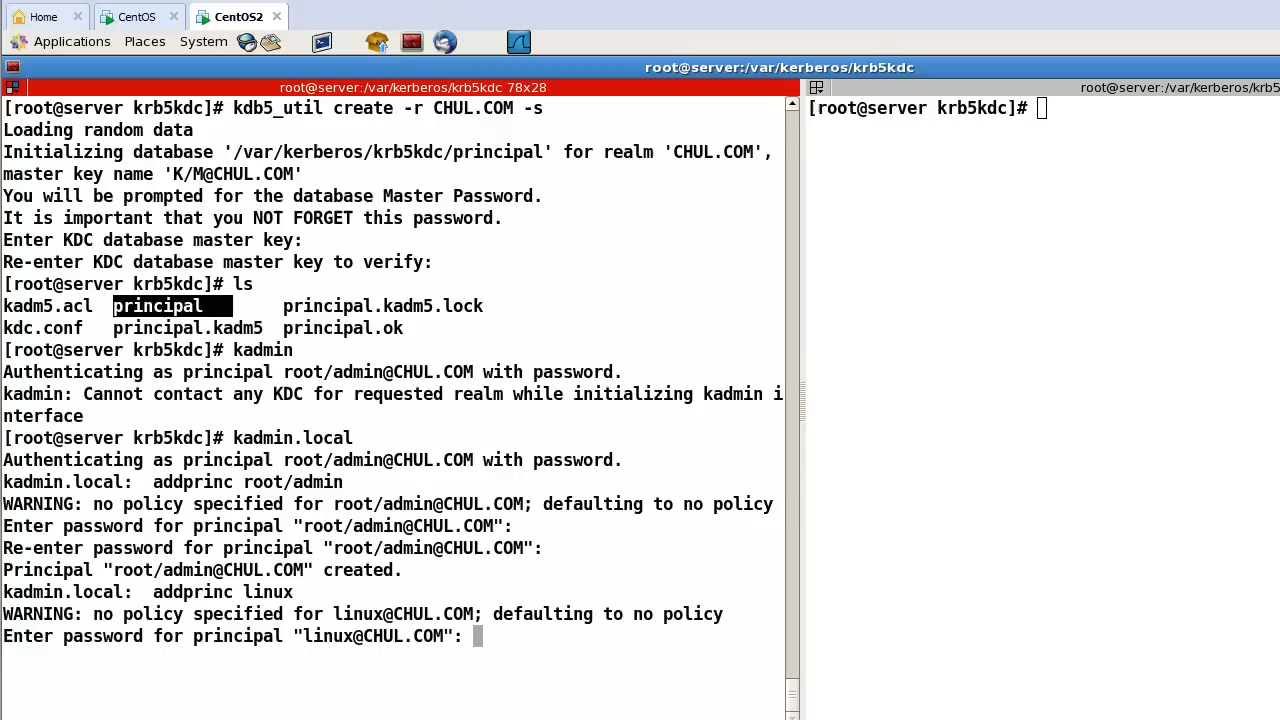 Home CentOS CentOS2
Applications Places System
root@server:/var/kerberos/krb5kdc
root@server:/var/kerberos/krb5kdc 78x28
[root@server krb5kdc]# kdb5_util create -r CHUL.COM -s
Loading random data
Initializing database '/var/kerberos/krb5kdc/principal' for realm 'CHUL.COM',
master key name 'K/M@CHUL.COM'
You will be prompted for the database Master Password.
It is important that you NOT FORGET this password.
Enter KDC database master key:
Re-enter KDC database master key to verify:
[root@server krb5kdc]# ls
kadm5.acl principal principal.kadm5.lock
kdc.conf principal.kadm5 principal.ok
[root@server krb5kdc]# kadmin
Authenticating as principal root/admin@CHUL.COM with password.
kadmin: Cannot contact any KDC for requested realm while initializing kadmin i
nterface
[root@server krb5kdc]# kadmin.local
Authenticating as principal root/admin@CHUL.COM with password.
kadmin.local: addprinc root/admin
WARNING: no policy specified for root/admin@CHUL.COM; defaulting to no policy
Enter password for principal "root/admin@CHUL.COM":
Re-enter password for principal "root/admin@CHUL.COM":
Principal "root/admin@CHUL.COM" created.
kadmin.local: addprinc linux
WARNING: no policy specified for linux@CHUL.COM; defaulting to no policy
Enter password for principal "linux@CHUL.COM":
root@server:/var/kerberos/krb5
[root@server krb5kdc]#